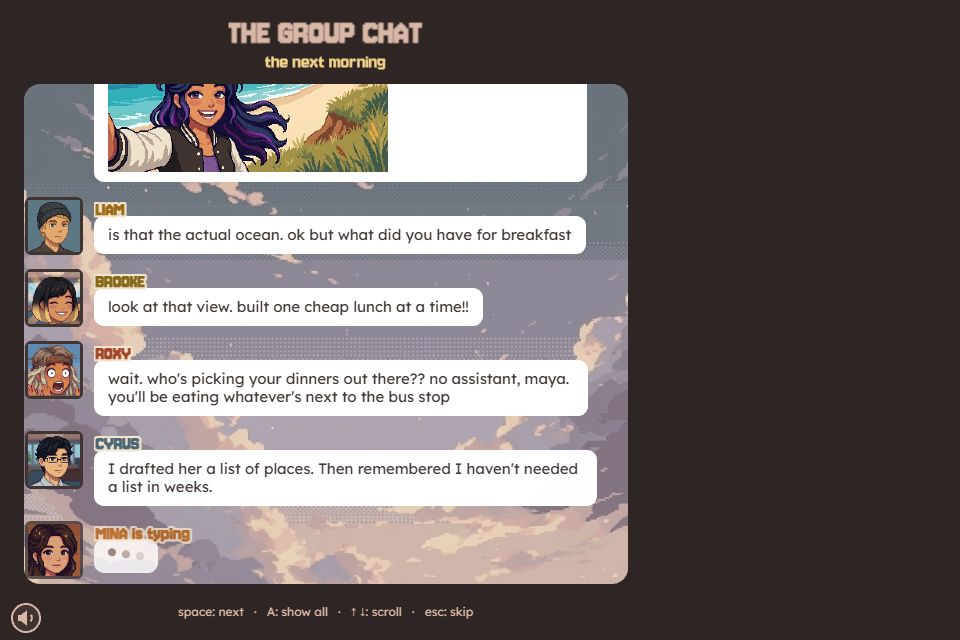 THE GROUP CHAT
the next morning
LIAM
is that the actual ocean. ok but what did you have for breakfast
BROOKE
look at that view. built one cheap lunch at a time!!
ROXY
wait. who's picking your dinners out there?? no assistant, maya.
you'll be eating whatever's next to the bus stop
CYRUS
I drafted her a list of places. Then remembered I haven't needed
a list in weeks.
MINA is typing
space: next · A: show all · ↑↓: scroll · esc: skip